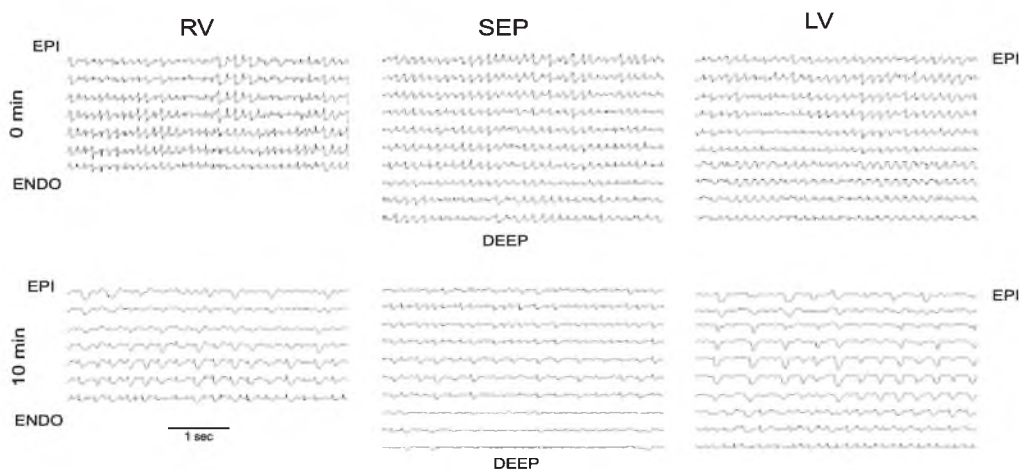 RV SEP LV
EPI EPI
0 min
ENDO
DEEP
EPI EPI
10 min
ENDO
1 sec
DEEP